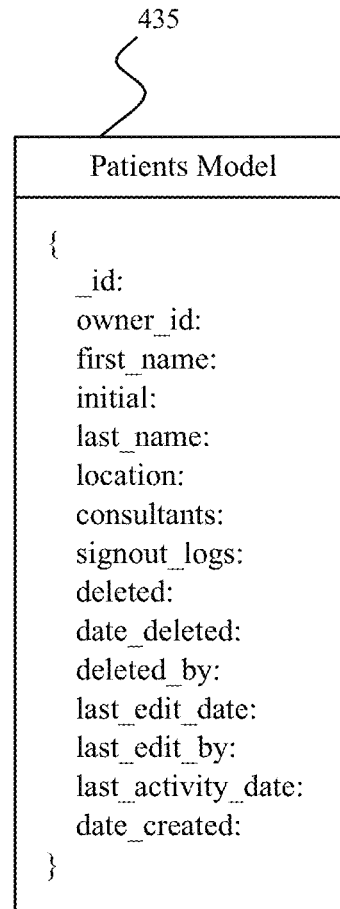 435
Patients Model
{
_id:
owner_id:
first_name:
initial:
last_name:
location:
consultants:
signout_logs:
deleted:
date_deleted:
deleted_by:
last_edit_date:
last_edit_by:
last_activity_date:
date_created:
}